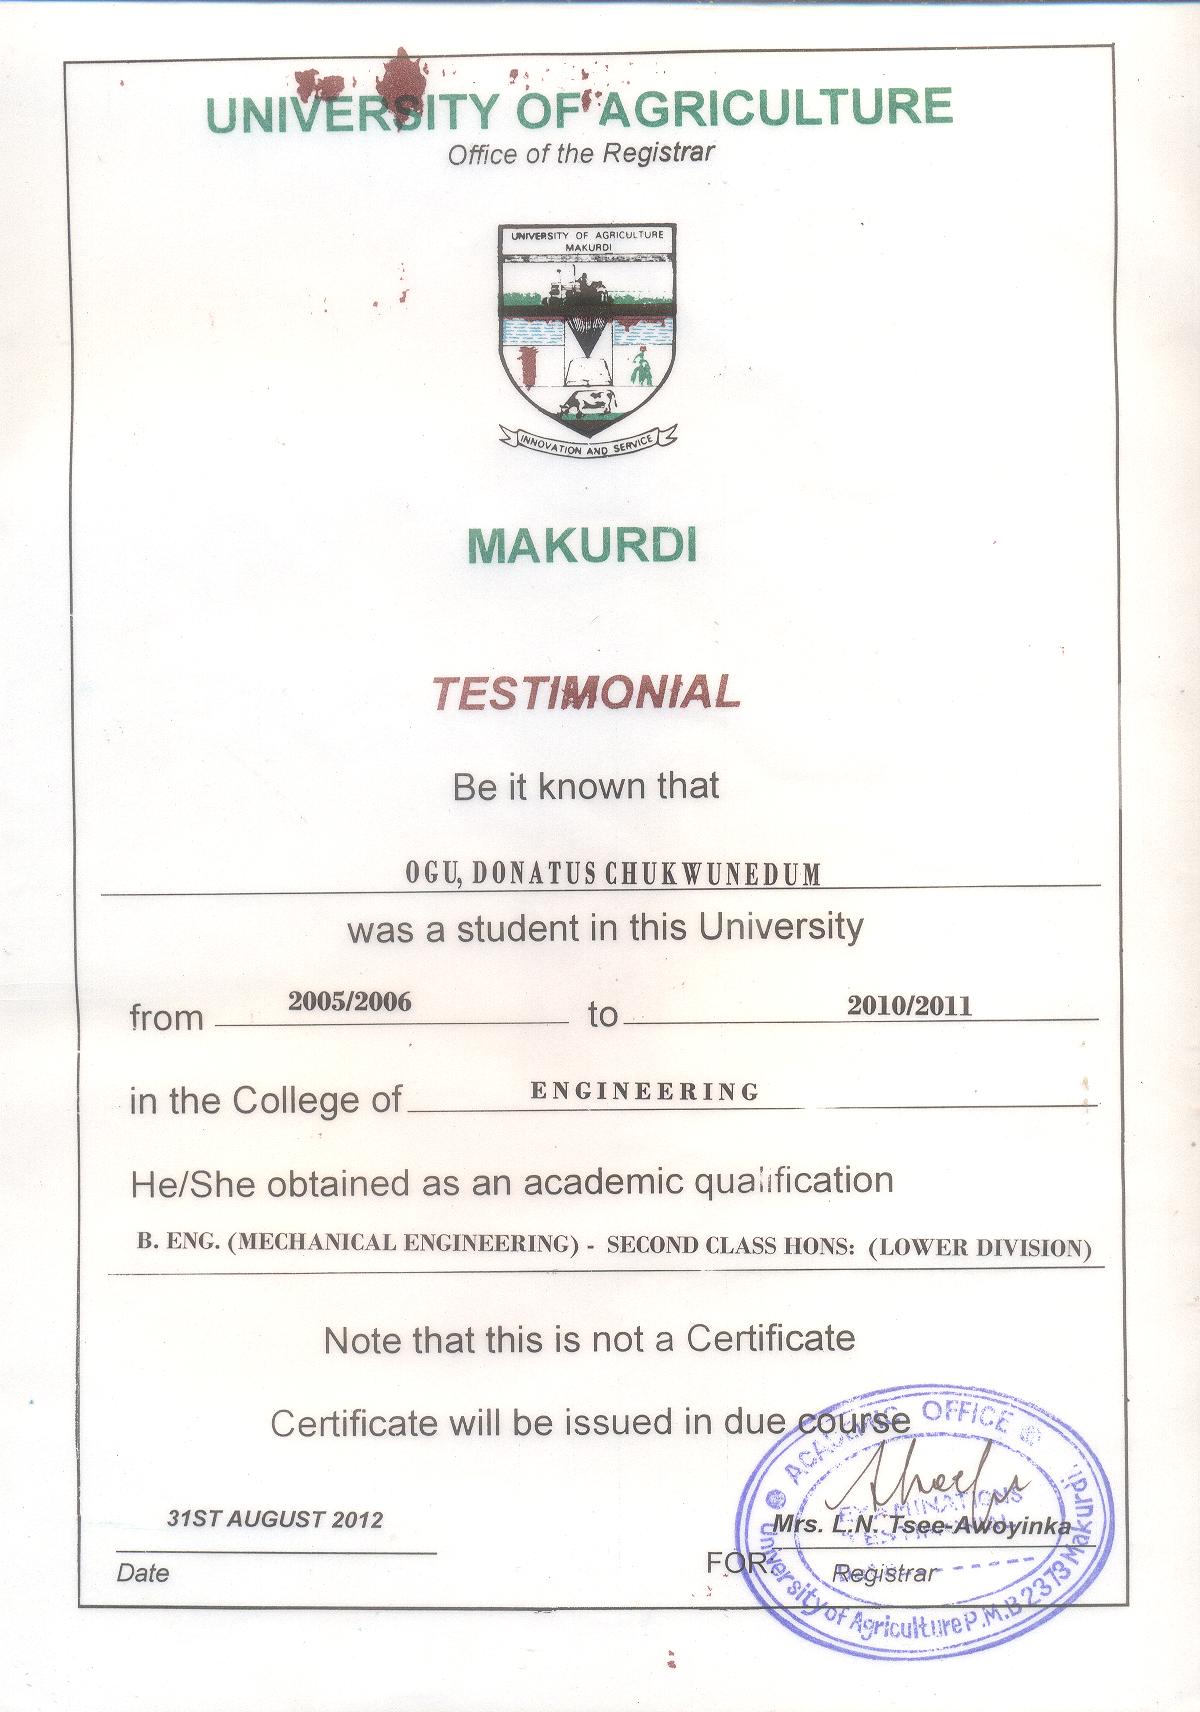 UNIVERSITY OF AGRICULTURE
Office of the Registrar
UNIVERSITY OF AGRICULTURE
MAKURDI
INNOVATION AND SERVICE
MAKURDI
TESTIMONIAL
Be it known that
OGU, DONATUS CHUKWUNEDUM
was a student in this University
from 2005/2006 to 2010/2011
in the College of ENGINEERING
He/She obtained as an academic qualification
B. ENG. (MECHANICAL ENGINEERING) - SECOND CLASS HONS: (LOWER DIVISION)
Note that this is not a Certificate
Certificate will be issued in due course
31ST AUGUST 2012
Date
Mrs. L.N. Tsee-Awoyinka
FOR: Registrar
ACADEMIC OFFICE
EXAMINATIONS
University of Agriculture P.M.B 2373 Makurdi.